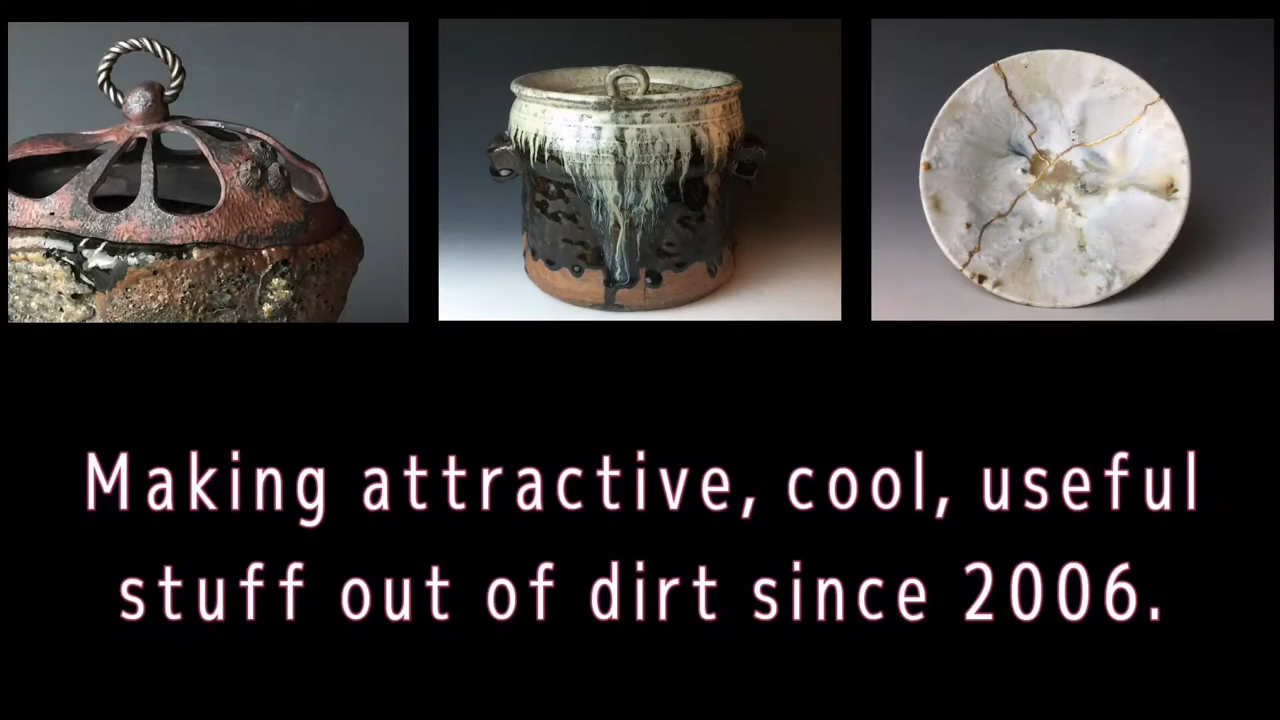 Making attractive, cool, useful
stuff out of dirt since 2006.